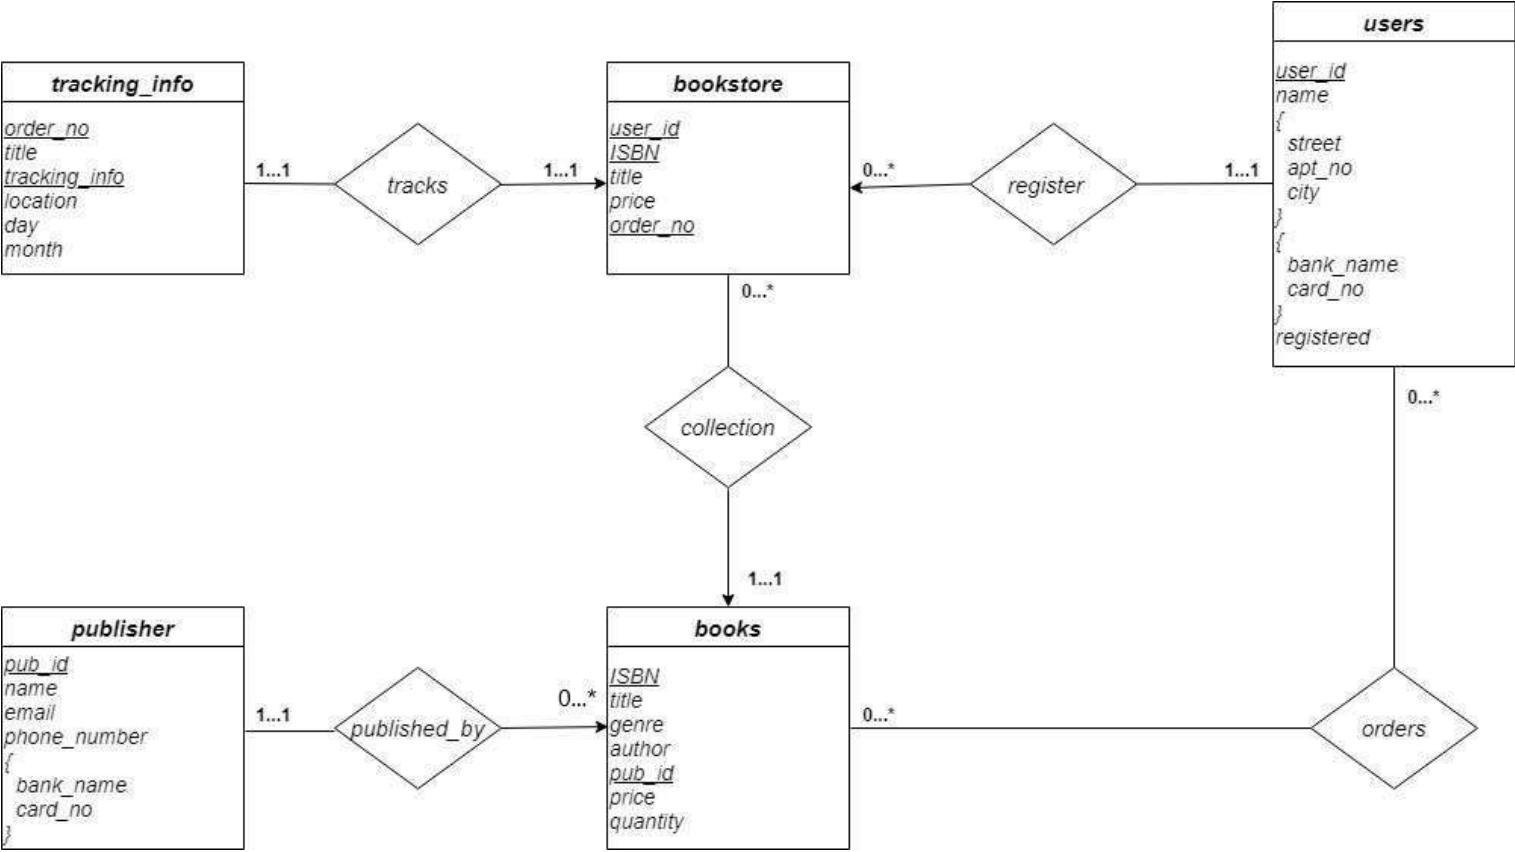 tracking_info
order_no
title
tracking_info
location
day
month
1...1
tracks
1...1
bookstore
user_id
ISBN
title
price
order_no
0...*
register
1...1
users
user_id
name
{
street
apt_no
city
}
{
bank_name
card_no
}
registered
0...*
collection
1...1
0...*
publisher
pub_id
name
email
phone_number
{
bank_name
card_no
}
1...1
published_by
0...*
books
ISBN
title
genre
author
pub_id
price
quantity
0...*
orders